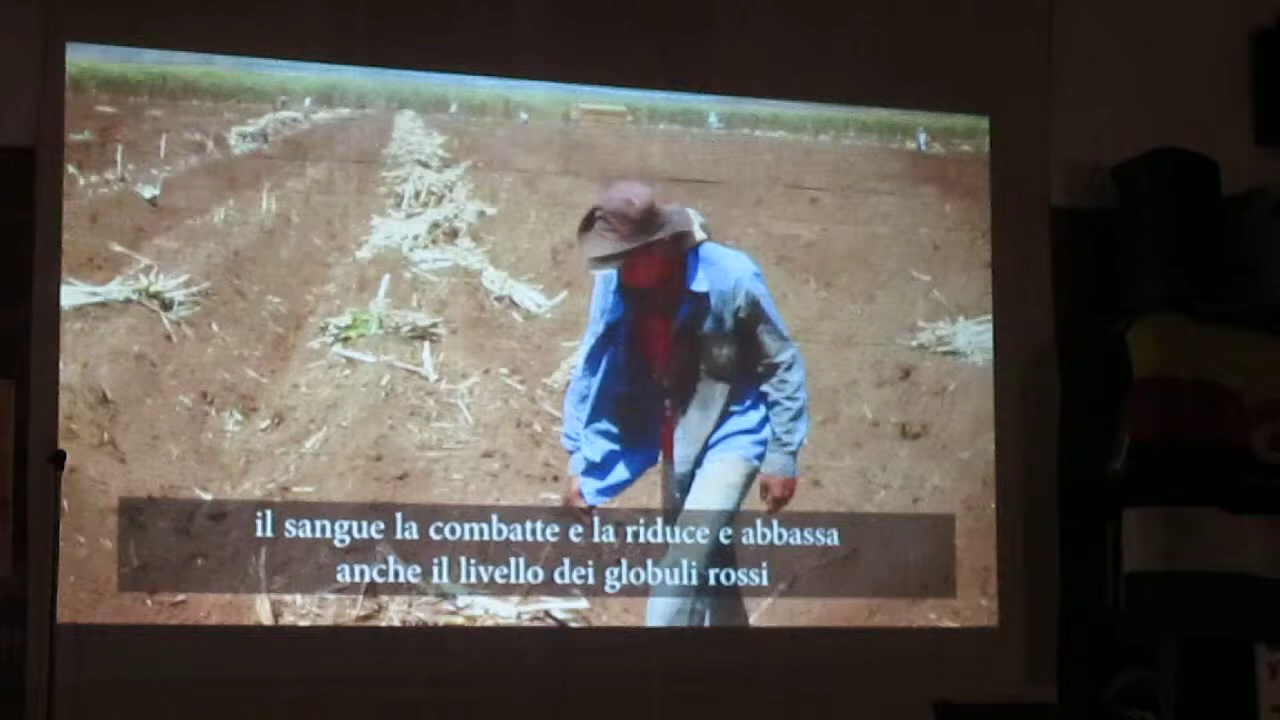 il sangue la combatte e la riduce e abbassa
anche il livello dei globuli rossi